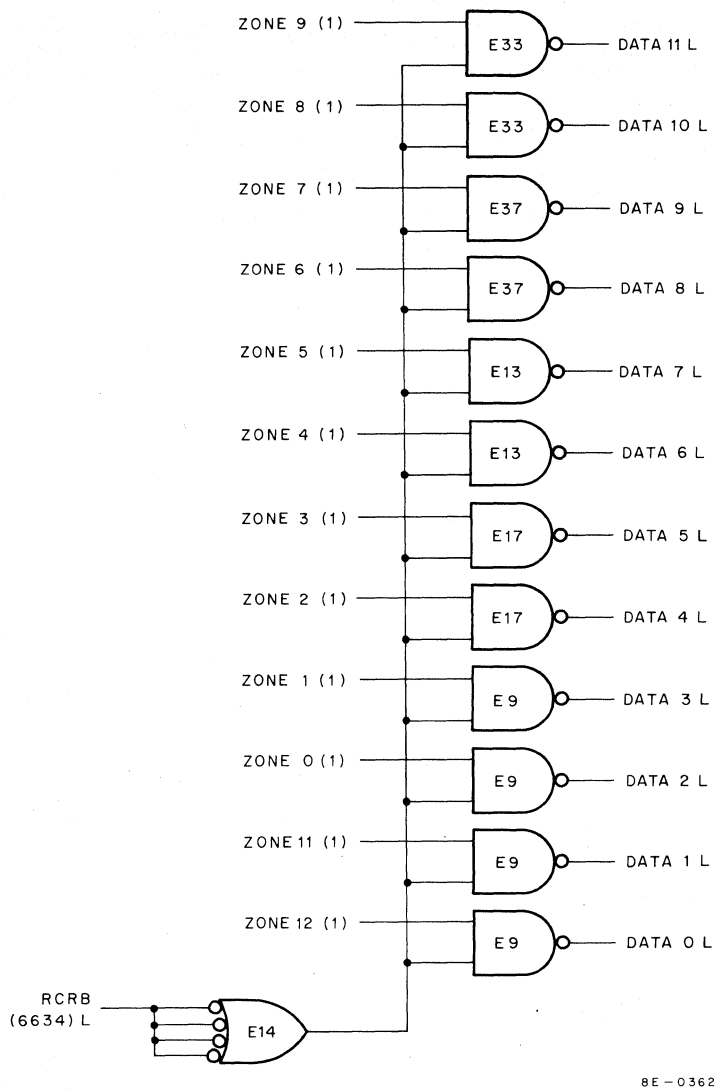 ZONE 9 (1) E33 DATA 11 L
ZONE 8 (1) E33 DATA 10 L
ZONE 7 (1) E37 DATA 9 L
ZONE 6 (1) E37 DATA 8 L
ZONE 5 (1) E13 DATA 7 L
ZONE 4 (1) E13 DATA 6 L
ZONE 3 (1) E17 DATA 5 L
ZONE 2 (1) E17 DATA 4 L
ZONE 1 (1) E9 DATA 3 L
ZONE 0 (1) E9 DATA 2 L
ZONE 11 (1) E9 DATA 1 L
ZONE 12 (1) E9 DATA 0 L
RCRB
(6634) L E14
8E-0362